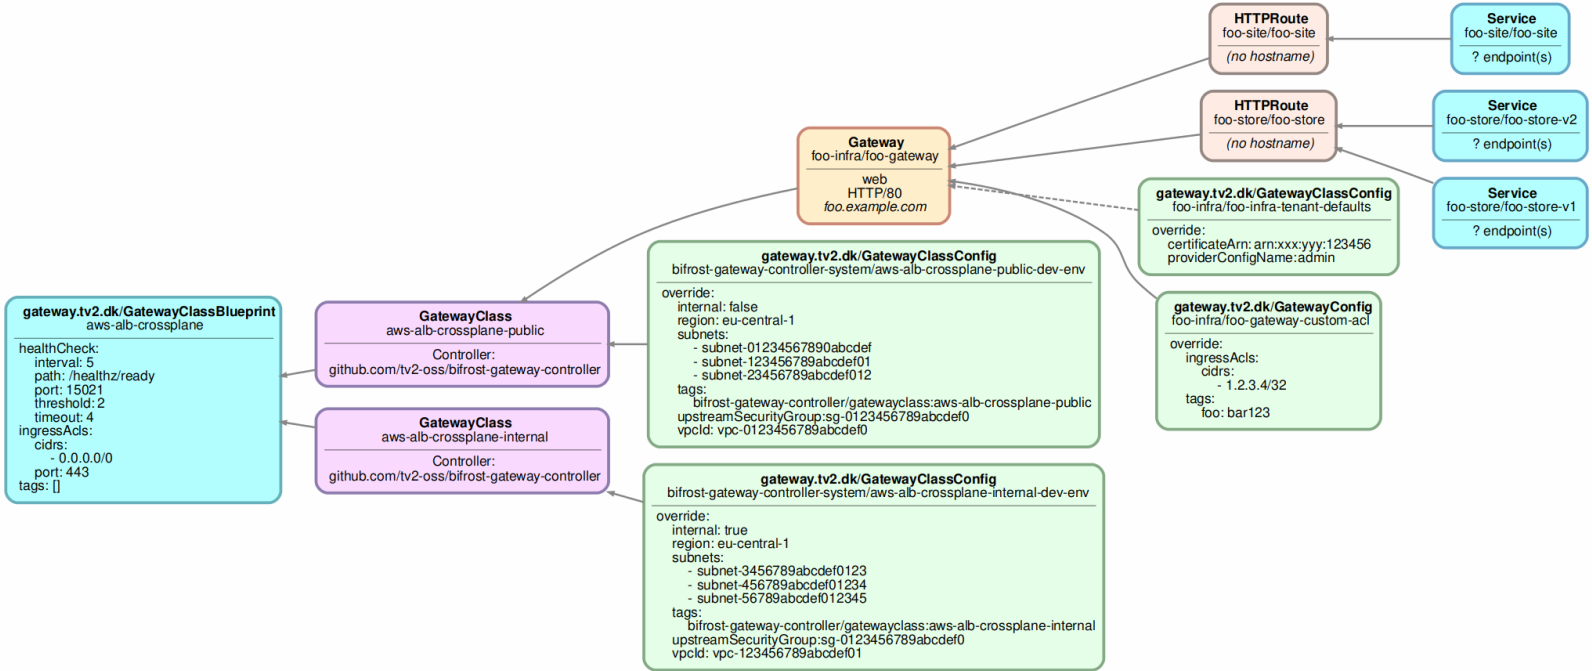 HTTPRoute
foo-site/foo-site
(no hostname)
Service
foo-site/foo-site
? endpoint(s)
HTTPRoute
foo-store/foo-store
(no hostname)
Service
foo-store/foo-store-v2
? endpoint(s)
Gateway
foo-infra/foo-gateway
web
HTTP/80
foo.example.com
gateway.tv2.dk/GatewayClassConfig
foo-infra/foo-infra-tenant-defaults
override:
certificateArn: arn:xxx:yyy:123456
providerConfigName:admin
Service
foo-store/foo-store-v1
? endpoint(s)
gateway.tv2.dk/GatewayClassBlueprint
aws-alb-crossplane
healthCheck:
interval: 5
path: /healthz/ready
port: 15021
threshold: 2
timeout: 4
ingressAcls:
cidrs:
- 0.0.0.0/0
port: 443
tags: []
GatewayClass
aws-alb-crossplane-public
Controller:
github.com/tv2-oss/bifrost-gateway-controller
GatewayClass
aws-alb-crossplane-internal
Controller:
github.com/tv2-oss/bifrost-gateway-controller
gateway.tv2.dk/GatewayClassConfig
bifrost-gateway-controller-system/aws-alb-crossplane-public-dev-env
override:
internal: false
region: eu-central-1
subnets:
- subnet-01234567890abcdef
- subnet-123456789abcdef01
- subnet-23456789abcdef012
tags:
bifrost-gateway-controller/gatewayclass:aws-alb-crossplane-public
upstreamSecurityGroup:sg-0123456789abcdef0
vpcId: vpc-0123456789abcdef0
gateway.tv2.dk/GatewayConfig
foo-infra/foo-gateway-custom-acl
override:
ingressAcls:
cidrs:
- 1.2.3.4/32
tags:
foo: bar123
gateway.tv2.dk/GatewayClassConfig
bifrost-gateway-controller-system/aws-alb-crossplane-internal-dev-env
override:
internal: true
region: eu-central-1
subnets:
- subnet-3456789abcdef0123
- subnet-456789abcdef01234
- subnet-56789abcdef012345
tags:
bifrost-gateway-controller/gatewayclass:aws-alb-crossplane-internal
upstreamSecurityGroup:sg-0123456789abcdef0
vpcId: vpc-123456789abcdef01